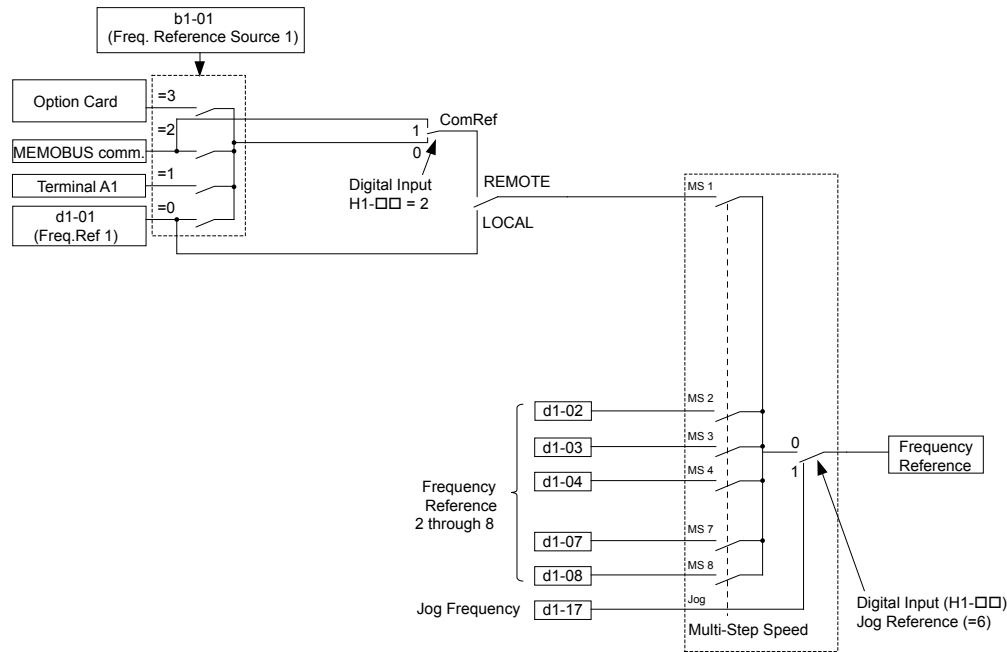 b1-01
(Freq. Reference Source 1)
Option Card
=3
=2
MEMOBUS comm.
=1
Terminal A1
=0
d1-01
(Freq.Ref 1)
1
0
ComRef
Digital Input
H1-□□ = 2
REMOTE
LOCAL
MS 1
MS 2
d1-02
MS 3
d1-03
MS 4
d1-04
Frequency
Reference
2 through 8
MS 7
d1-07
MS 8
d1-08
Jog Frequency
d1-17
Jog
Multi-Step Speed
0
1
Frequency
Reference
Digital Input (H1-□□)
Jog Reference (=6)